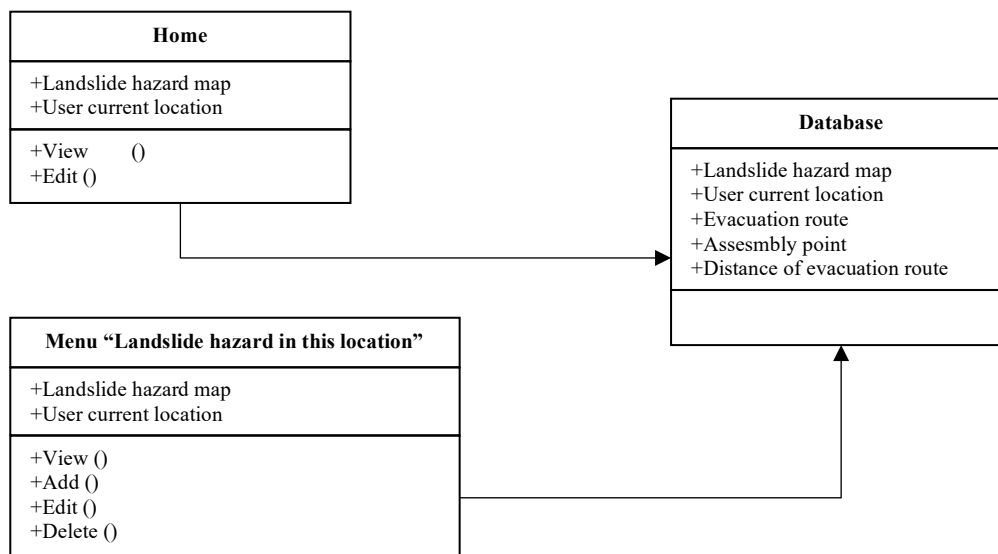 Home
+Landslide hazard map
+User current location
+View ()
+Edit ()
Database
+Landslide hazard map
+User current location
+Evacuation route
+Assesmbly point
+Distance of evacuation route
Menu “Landslide hazard in this location”
+Landslide hazard map
+User current location
+View ()
+Add ()
+Edit ()
+Delete ()